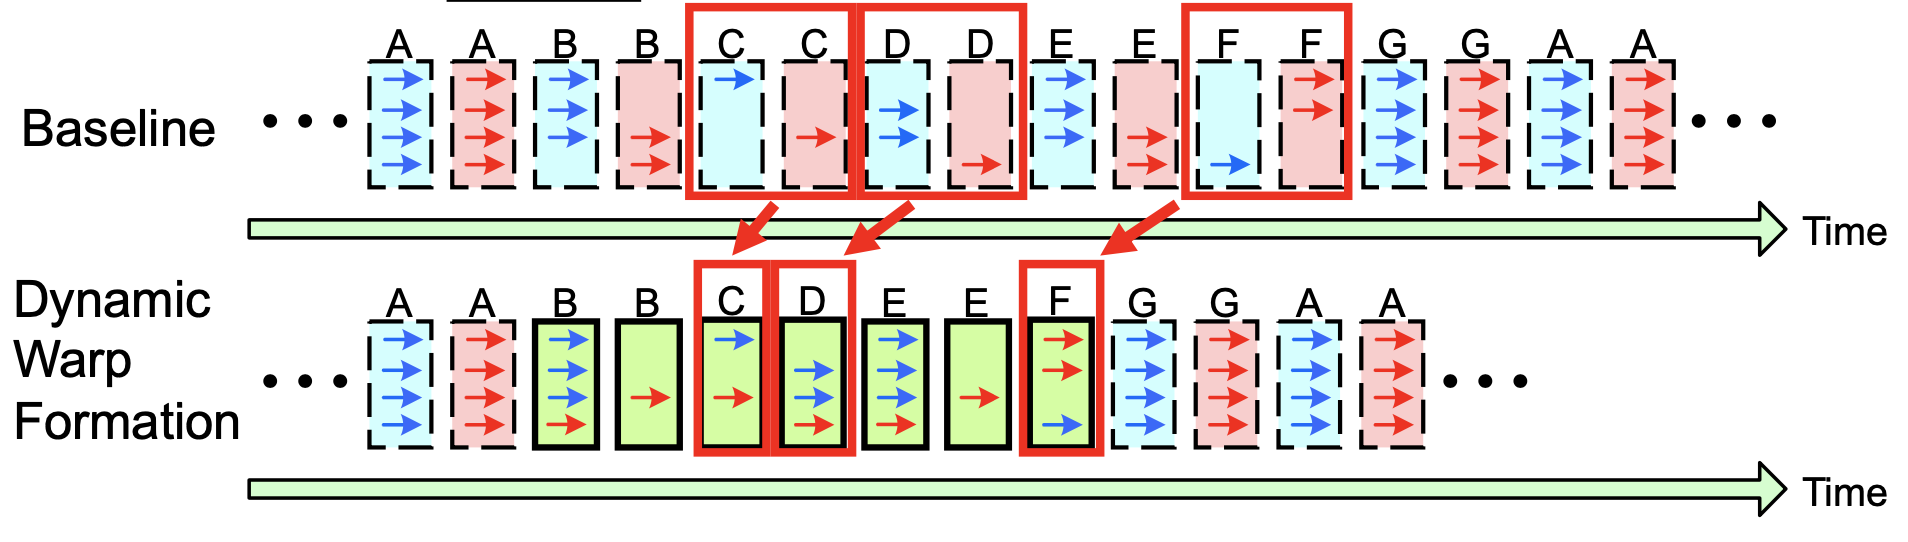 A A B B C C D D E E F F G G A A
Baseline
Time
Dynamic
Warp
Formation
A A B B C D E E F G G A A
Time